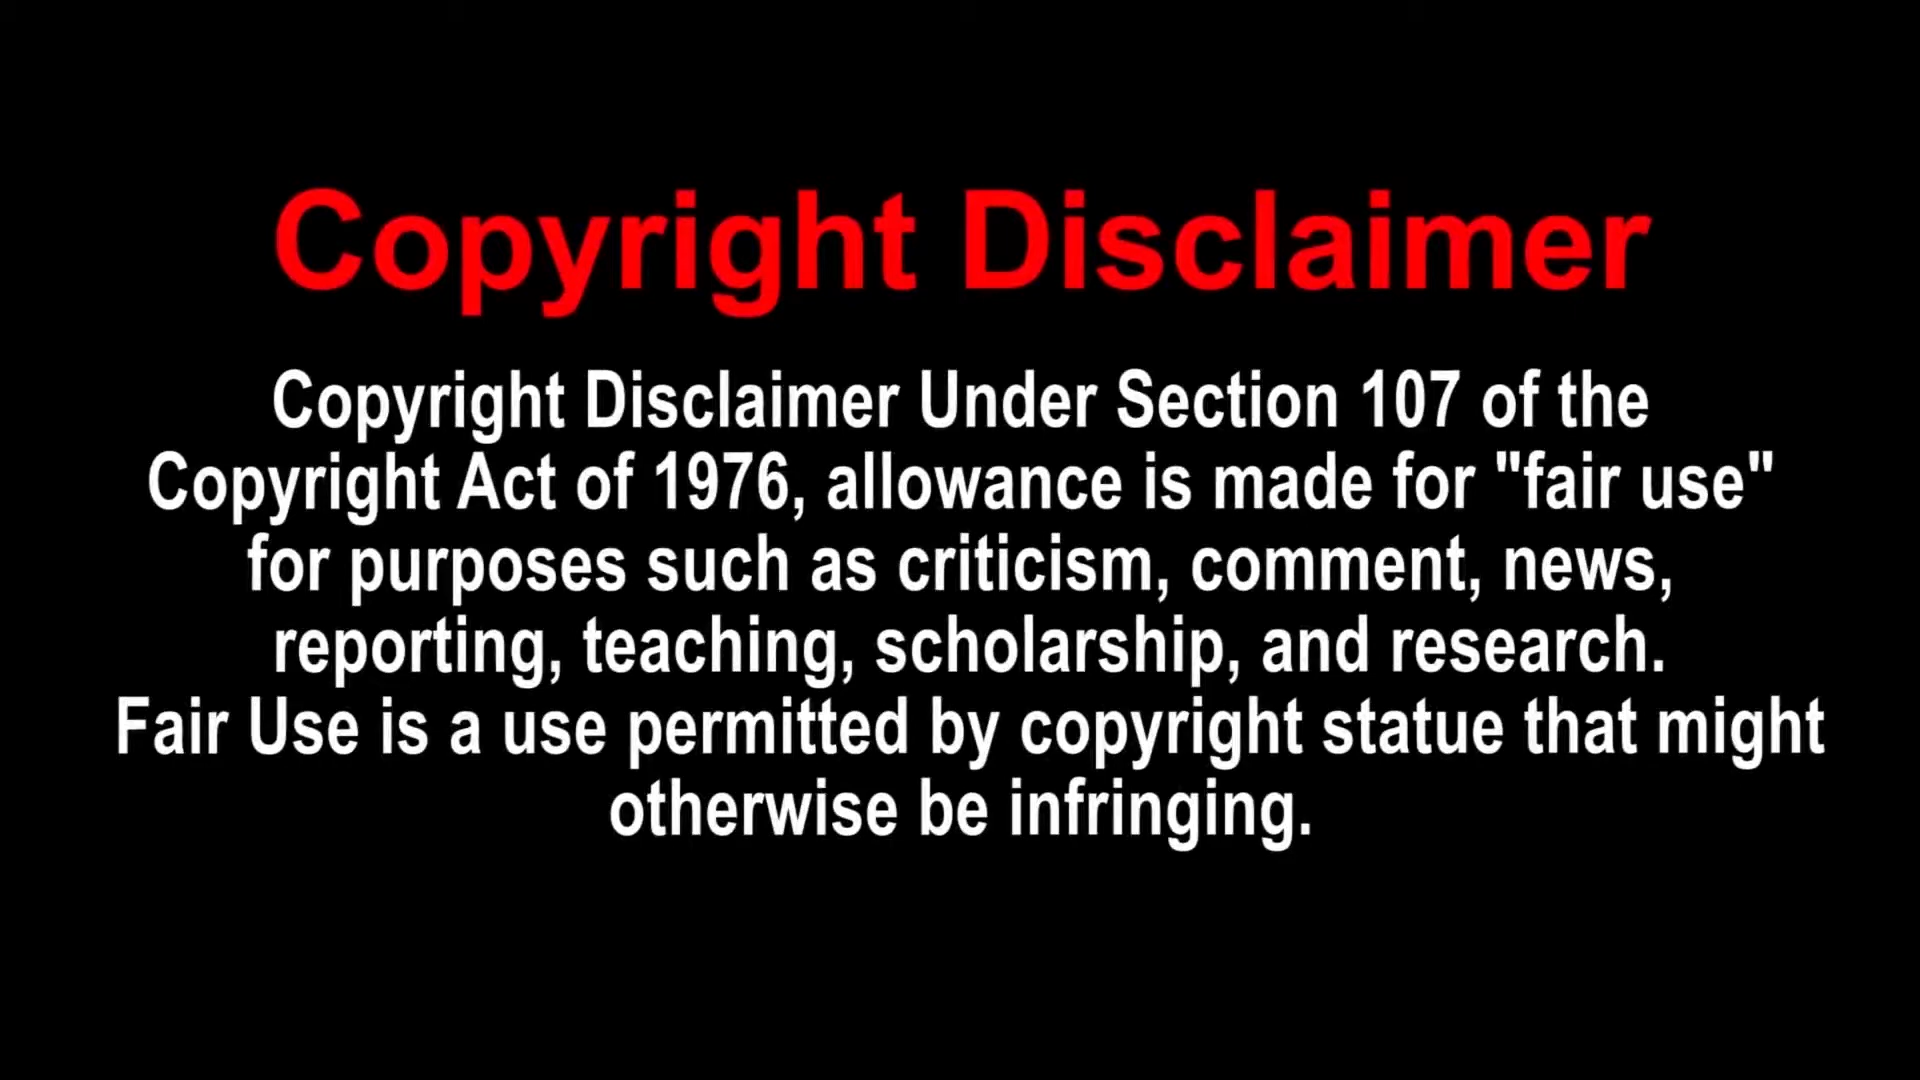 Copyright Disclaimer
Copyright Disclaimer Under Section 107 of the
Copyright Act of 1976, allowance is made for "fair use"
for purposes such as criticism, comment, news,
reporting, teaching, scholarship, and research.
Fair Use is a use permitted by copyright statue that might
otherwise be infringing.